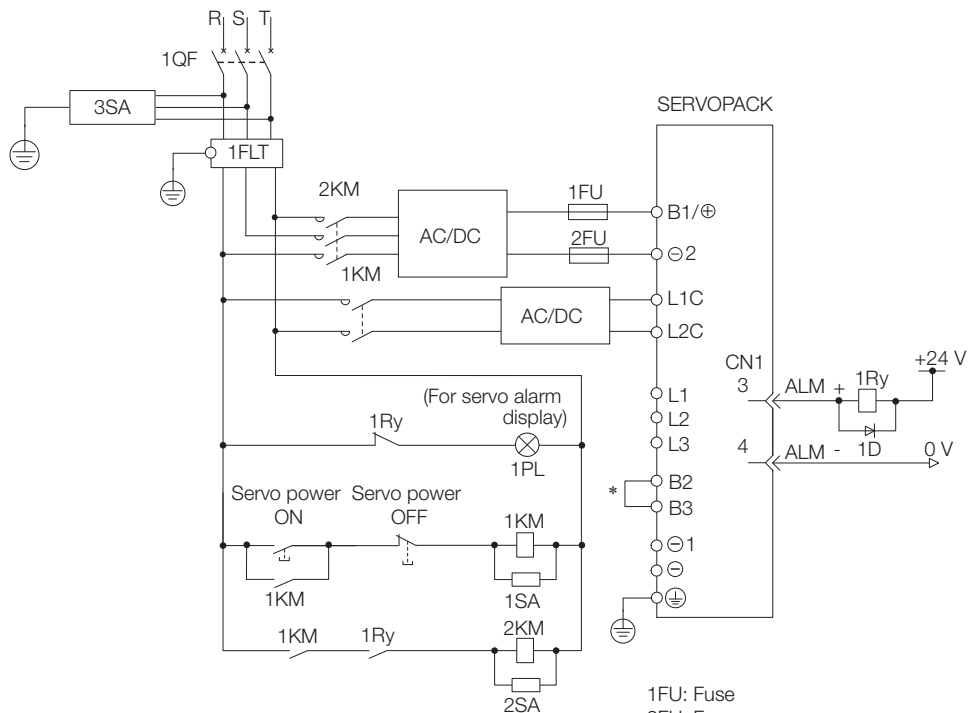 R S T
1QF
3SA
SERVOPACK
1FLT
2KM
1FU
B1/⊕
AC/DC
2FU
⊖2
1KM
L1C
AC/DC
L2C
CN1
+24 V
3
ALM +
1Ry
L1
(For servo alarm
display)
1Ry
L2
L3
4
ALM -
1D
0 V
1PL
B2
*
B3
Servo power
ON
Servo power
OFF
1KM
⊖1
⊖
1KM
1SA
1KM
1Ry
2KM
2SA
1FU: Fuse